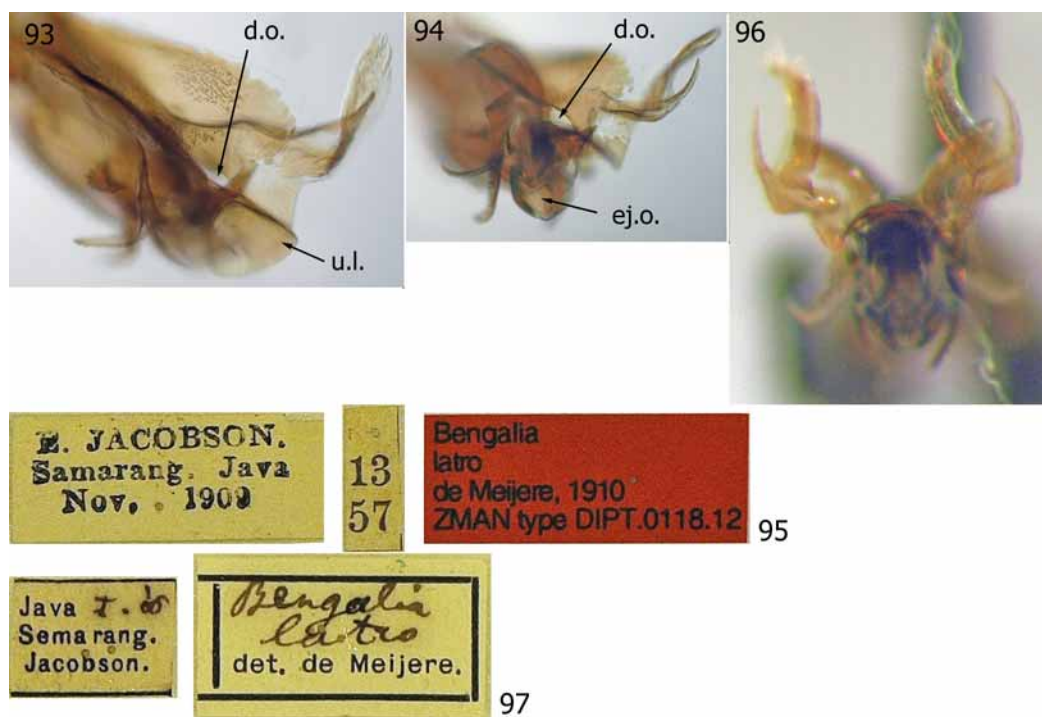 93
d.o.
u.l.
94
d.o.
ej.o.
96
E. JACOBSON.
Samarang. Java
Nov. 1909
13
57
Bengalia
latro
de Meijere, 1910
ZMAN type DIPT.0118.12
95
Java I.
Semarang.
Jacobson.
Bengalia
latro
det. de Meijere.
97